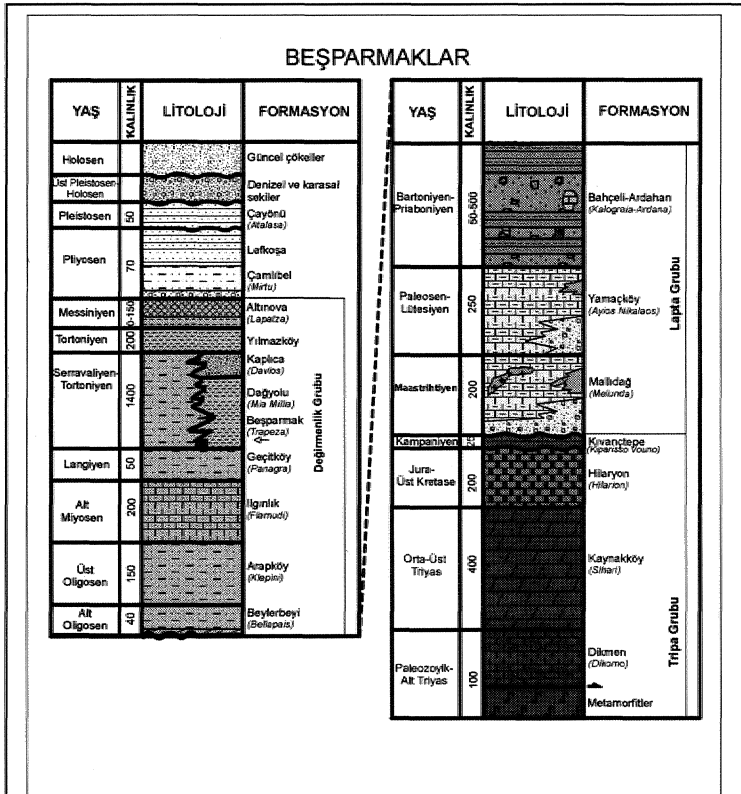 BEŞPARMAKLAR
YAŞ
KALINLIK
LİTOLOJİ
FORMASYON
Holosen
Güncel çökeller
Üst Pleistosen-
Holosen
Denizel ve karasal
sekiler
Pleistosen
50
Çayönü
(Atalasa)
Pliyosen
70
Lefkoşa
Çamlıbel
(Mirtu)
Messiniyen
0-150
Altınova
(Lapatza)
Tortoniyen
200
Yılmazköy
Serravaliyen-
Tortoniyen
1400
Kaplıca
(Davlos)
Dağyolu
(Mia Milia)
Beşparmak
(Trapeza)
Langiyen
50
Geçitköy
(Panagra)
Alt
Miyosen
200
Ilgınlık
(Flamudi)
Üst
Oligosen
150
Arapköy
(Klepini)
Alt
Oligosen
40
Beylerbeyi
(Bellapais)
Değirmenlik Grubu
YAŞ
KALINLIK
LİTOLOJİ
FORMASYON
Bartoniyen-
Priaboniyen
50-500
Bahçeli-Ardahan
(Kalograia-Ardana)
Paleosen-
Lütesiyen
250
Yamaçköy
(Ayios Nikalaos)
Maastrihtiyen
200
Mallıdağ
(Melunda)
Lapta Grubu
Kampaniyen
25
Kıvançtepe
(Kiparisso Vouno)
Jura-
Üst Kretase
200
Hilaryon
(Hilarion)
Orta-Üst
Triyas
400
Kaynakköy
(Sihari)
Paleozoyik-
Alt Triyas
100
Dikmen
(Dikomo)
Metamorfitler
Tripa Grubu